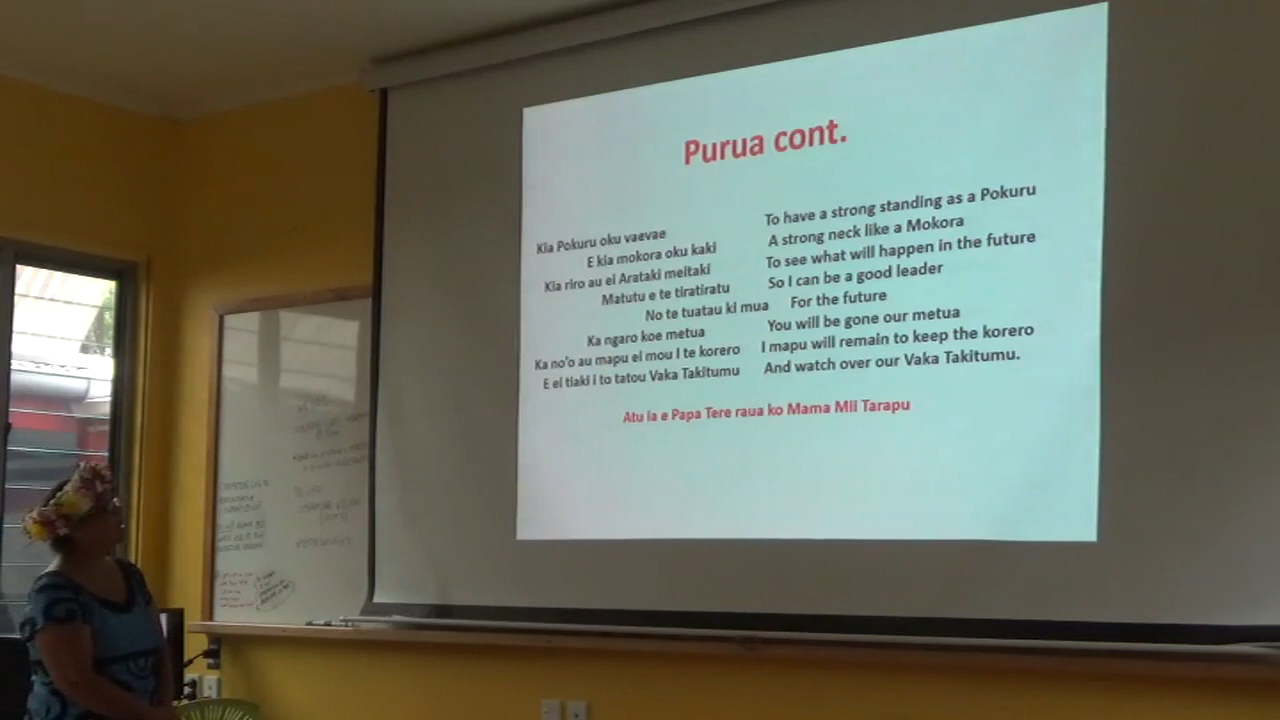 Purua cont.
Kia Pokuru oku vaevae
E kia mokora oku kaki
Kia riro au ei Arataki meitaki
Matutu e te tiratiratu
No te tuatau ki mua
Ka ngaro koe metua
Ka no'o au mapu ei mou I te korero
E ei tiaki i to tatou Vaka Takitumu
To have a strong standing as a Pokuru
A strong neck like a Mokora
To see what will happen in the future
So I can be a good leader
For the future
You will be gone our metua
I mapu will remain to keep the korero
And watch over our Vaka Takitumu.
Atu ia e Papa Tere raua ko Mama Mii Tarapu